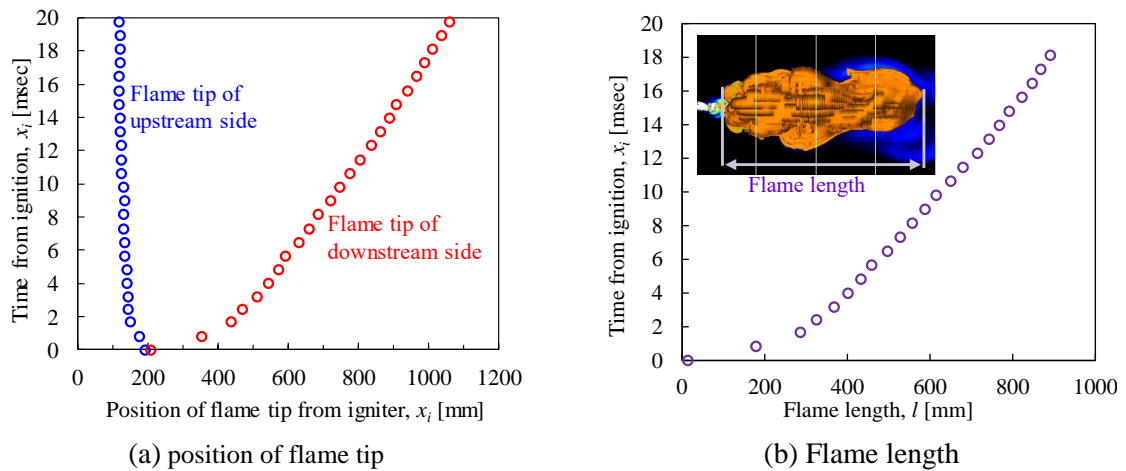 20
18
16
14
12
10
8
6
4
2
0
Time from ignition, x_i [msec]
Flame tip of
upstream side
Flame tip of
downstream side
0 200 400 600 800 1000 1200
Position of flame tip from igniter, x_i [mm]
(a) position of flame tip
20
18
16
14
12
10
8
6
4
2
0
Time from ignition, x_i [msec]
Flame length
0 200 400 600 800 1000
Flame length, l [mm]
(b) Flame length